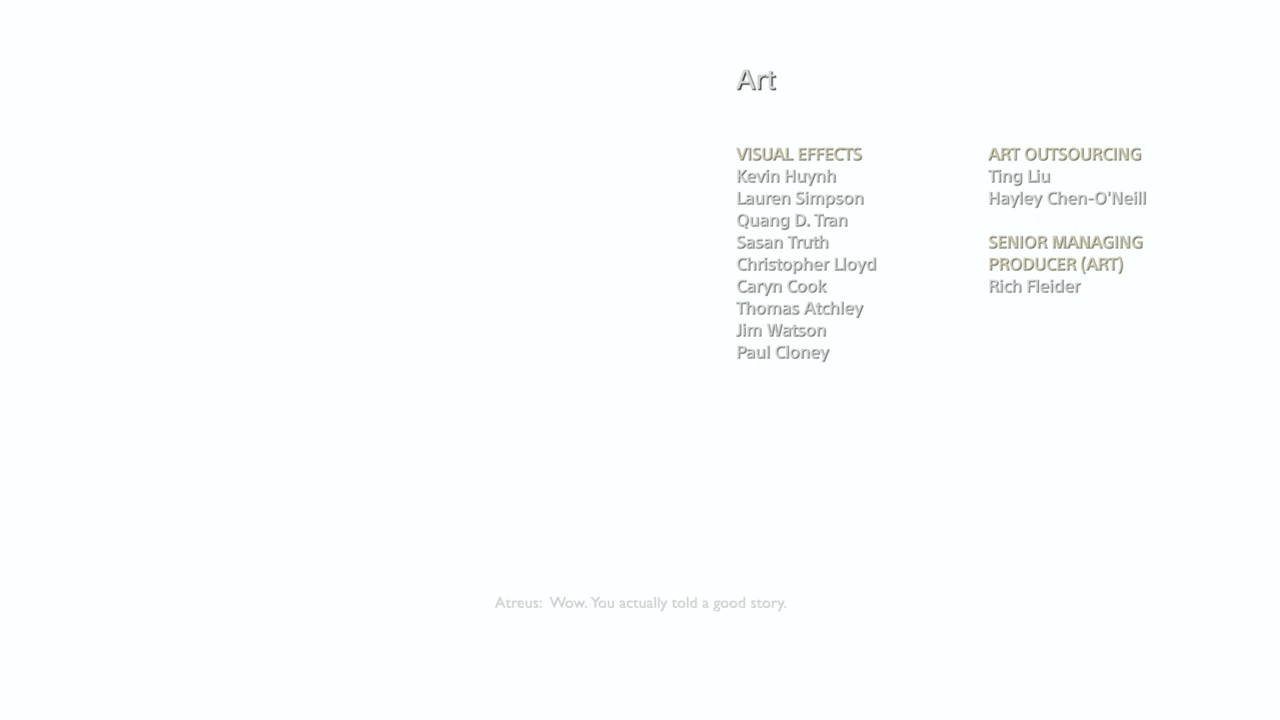 Art
VISUAL EFFECTS
Kevin Huynh
Lauren Simpson
Quang D. Tran
Sasan Truth
Christopher Lloyd
Caryn Cook
Thomas Atchley
Jim Watson
Paul Cloney
ART OUTSOURCING
Ting Liu
Hayley Chen-O'Neill
SENIOR MANAGING
PRODUCER (ART)
Rich Fleider
Atreus: Wow. You actually told a good story.